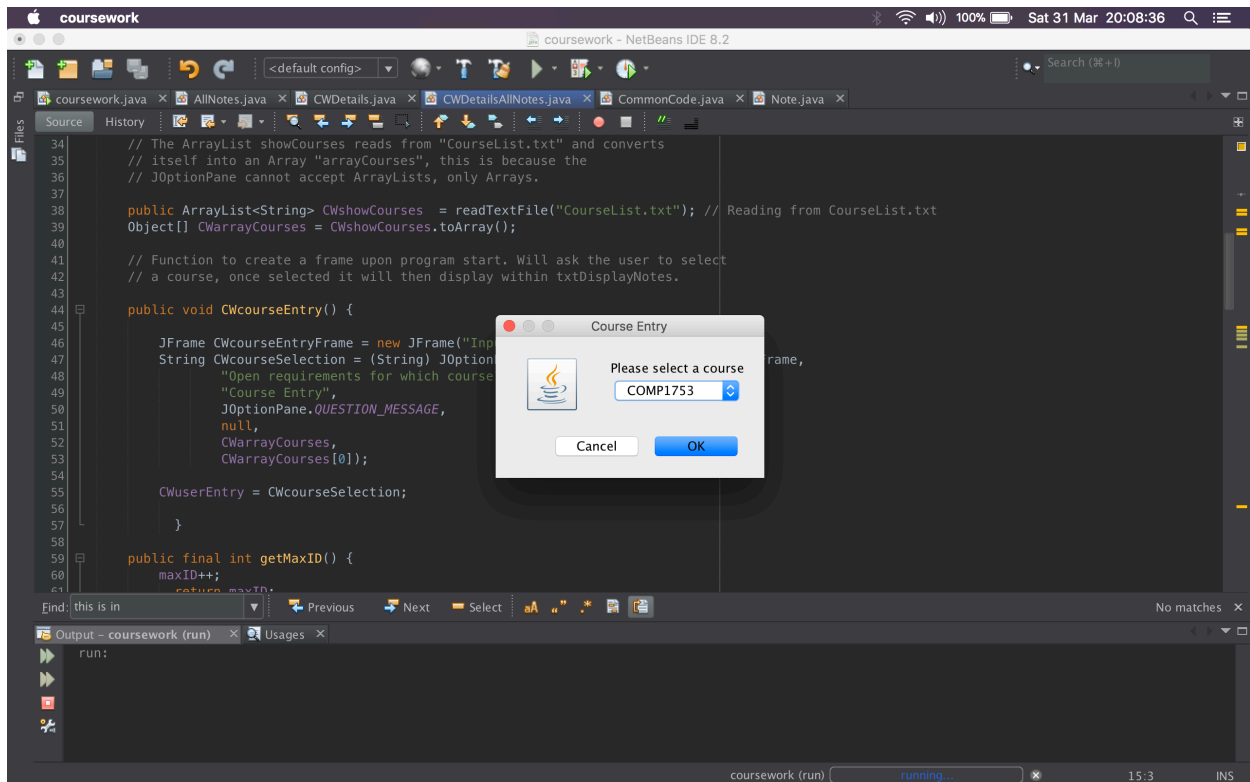 coursework
100% Sat 31 Mar 20:08:36
coursework - NetBeans IDE 8.2
<default config>
Search (⌘+I)
coursework.java × AllNotes.java × CWDetails.java × CWDetailsAllNotes.java × CommonCode.java × Note.java ×
Files
Source History
34 // The ArrayList showCourses reads from "CourseList.txt" and converts
35 // itself into an Array "arrayCourses", this is because the
36 // JOptionPane cannot accept ArrayLists, only Arrays.
37
38 public ArrayList<String> CWshowCourses = readTextFile("CourseList.txt"); // Reading from CourseList.txt
39 Object[] CWarrayCourses = CWshowCourses.toArray();
40
41 // Function to create a frame upon program start. Will ask the user to select
42 // a course, once selected it will then display within txtDisplayNotes.
43
44 public void CWcourseEntry() {
45
46 JFrame CWcourseEntryFrame = new JFrame("Inp
47 String CWcourseSelection = (String) JOption rame,
48 "Open requirements for which course
49 "Course Entry",
50 JOptionPane.QUESTION_MESSAGE,
51 null,
52 CWarrayCourses,
53 CWarrayCourses[0]);
54
55 CWuserEntry = CWcourseSelection;
56
57 }
58
59 public final int getMaxID() {
60 maxID++;
61 return maxID;
Course Entry
Please select a course
COMP1753
Cancel OK
Find: this is in Previous Next Select No matches ×
Output - coursework (run) × Usages ×
run:
coursework (run) running... 15:3 INS